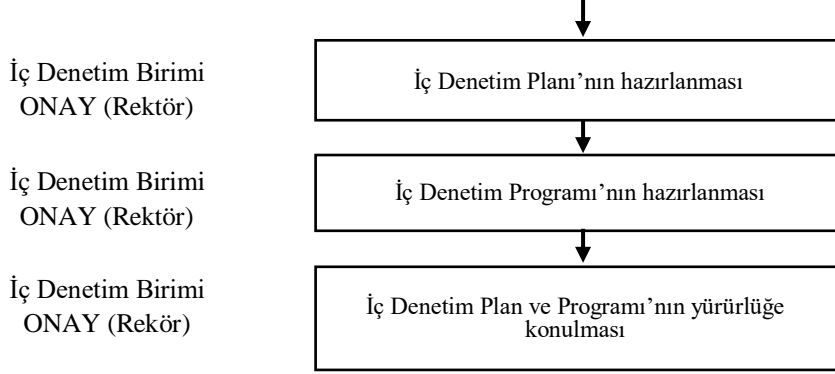 İç Denetim Birimi
ONAY (Rektör)
İç Denetim Planı’nın hazırlanması
İç Denetim Birimi
ONAY (Rektör)
İç Denetim Programı’nın hazırlanması
İç Denetim Birimi
ONAY (Rekör)
İç Denetim Plan ve Programı’nın yürürlüğe
konulması